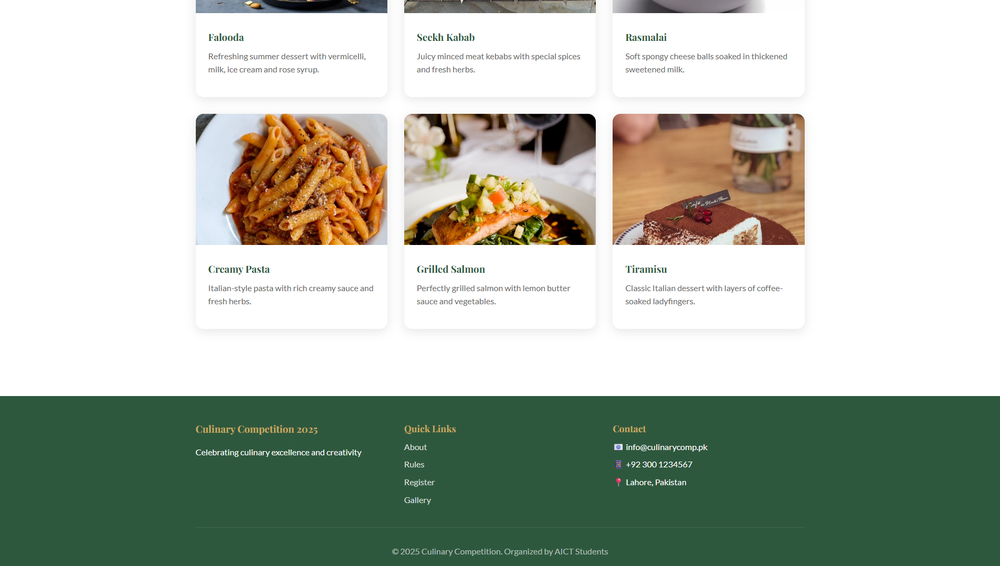 Falooda
Refreshing summer dessert with vermicelli,
milk, ice cream and rose syrup.
Seekh Kabab
Juicy minced meat kebabs with special spices
and fresh herbs.
Rasmalai
Soft spongy cheese balls soaked in thickened
sweetened milk.
Creamy Pasta
Italian-style pasta with rich creamy sauce and
fresh herbs.
Grilled Salmon
Perfectly grilled salmon with lemon butter
sauce and vegetables.
Café de
Tiramisu
Classic Italian dessert with layers of coffee-
soaked ladyfingers.
Culinary Competition 2025
Celebrating culinary excellence and creativity
Quick Links
About
Rules
Register
Gallery
Contact
info@culinarycomp.pk
+92 300 1234567
Lahore, Pakistan
© 2025 Culinary Competition. Organized by AICT Students